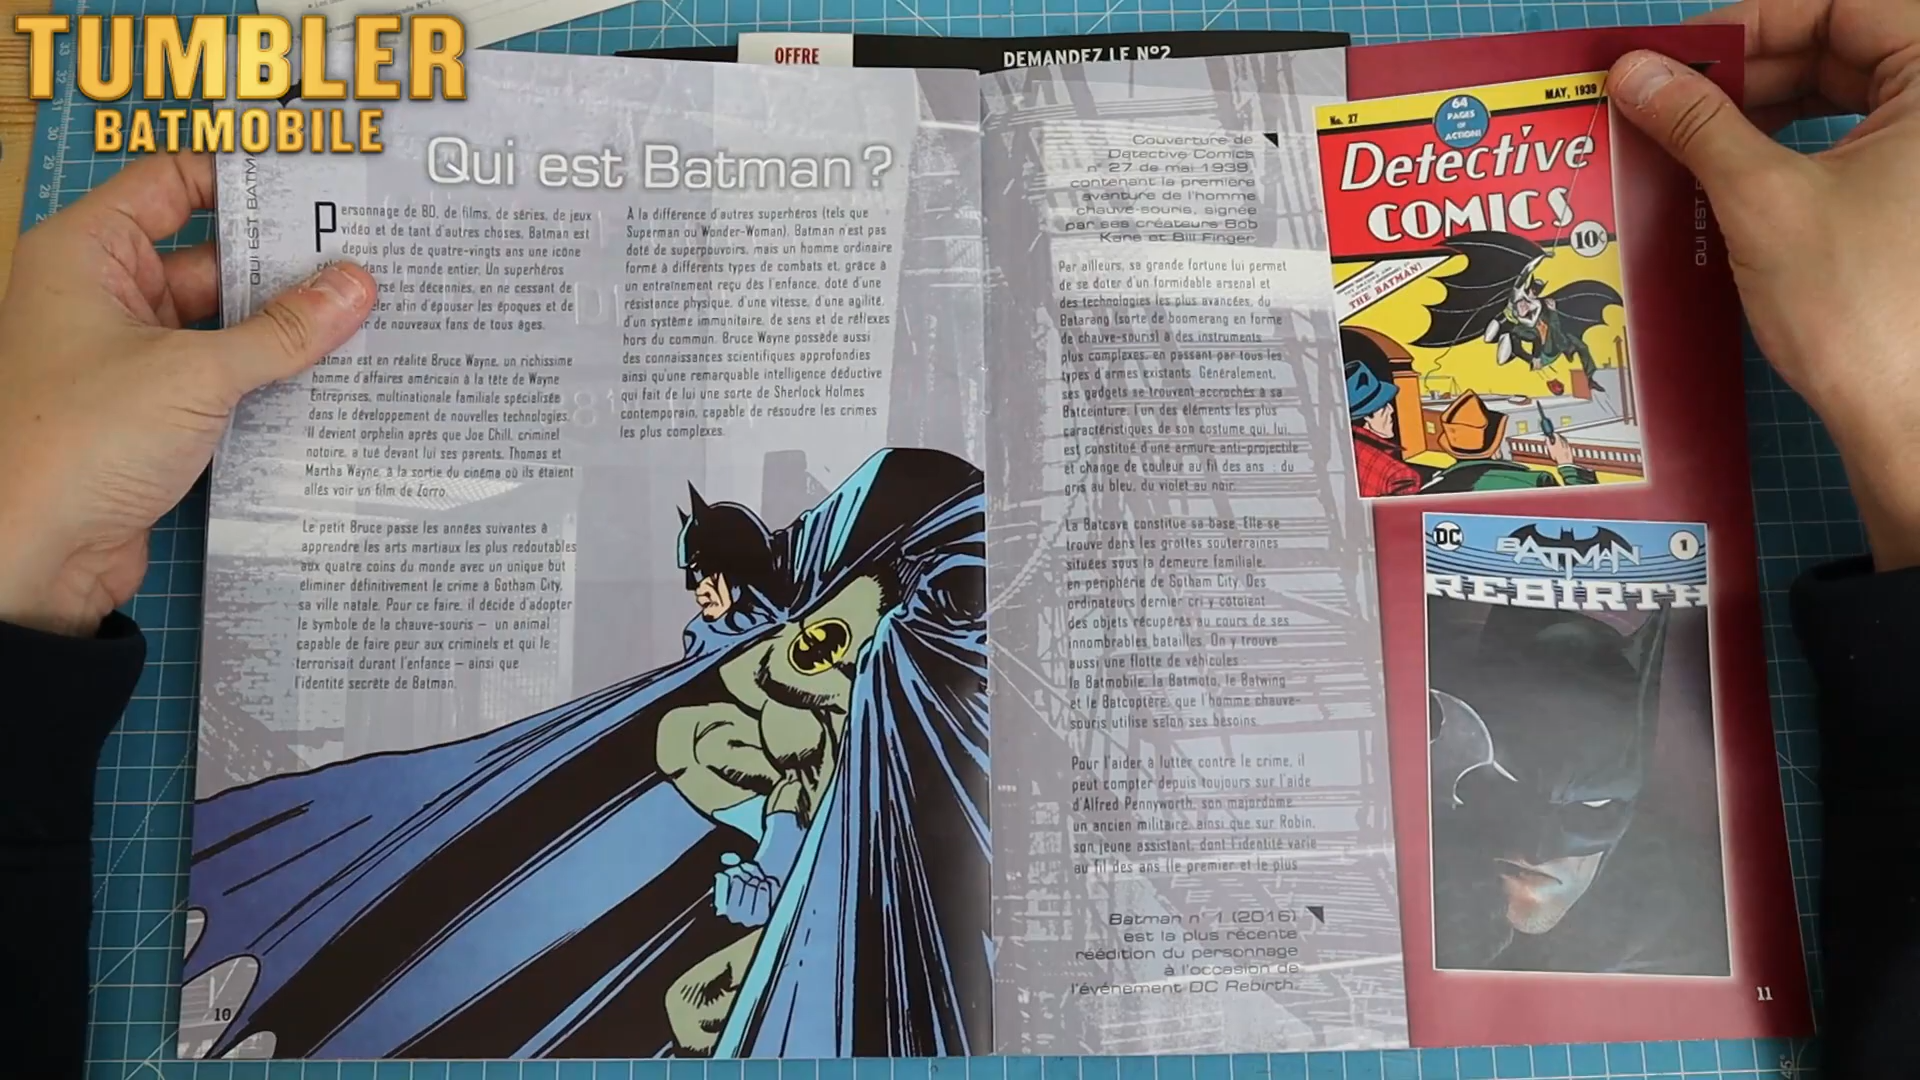 TUMBLER
BATMOBILE
OFFRE
DEMANDEZ LE Nº2
QUI EST BATM
Qui est Batman ?
Personnage de BD, de films, de séries, de jeux
vidéo et de tant d'autres choses, Batman est
depuis plus de quatre-vingts ans une icône
dans le monde entier. Un superhéros
les décennies, en ne cessant de
afin d'épouser les époques et de
de nouveaux fans de tous âges.
Batman est en réalité Bruce Wayne, un richissime
homme d'affaires américain à la tête de Wayne
Entreprises, multinationale familiale spécialisée
dans le développement de nouvelles technologies.
Il devient orphelin après que Joe Chill, criminel
notoire, a tué devant lui ses parents, Thomas et
Martha Wayne, à la sortie du cinéma où ils étaient
allés voir un film de Zorro.
Le petit Bruce passe les années suivantes à
apprendre les arts martiaux les plus redoutables
aux quatre coins du monde avec un unique but :
éliminer définitivement le crime à Gotham City,
sa ville natale. Pour ce faire, il décide d'adopter
le symbole de la chauve-souris – un animal
capable de faire peur aux criminels et qui le
terrorisait durant l'enfance – ainsi que
l'identité secrète de Batman.
À la différence d'autres superhéros (tels que
Superman ou Wonder-Woman), Batman n'est pas
doté de superpouvoirs, mais un homme ordinaire
formé à différents types de combats et, grâce à
un entraînement reçu dès l'enfance, doté d'une
résistance physique, d'une vitesse, d'une agilité,
d'un système immunitaire, de sens et de réflexes
hors du commun. Bruce Wayne possède aussi
des connaissances scientifiques approfondies
ainsi qu'une remarquable intelligence déductive
qui fait de lui une sorte de Sherlock Holmes
contemporain, capable de résoudre les crimes
les plus complexes.
10
Couverture de
Detective Comics
n° 27 de mai 1939,
contenant la première
aventure de l'homme
chauve-souris, signée
par ses créateurs Bob
Kane et Bill Finger
Par ailleurs, sa grande fortune lui permet
de se doter d'un formidable arsenal et
des technologies les plus avancées, du
Batarang (sorte de boomerang en forme
de chauve-souris) à des instruments
plus complexes, en passant par tous les
types d'armes existants. Généralement,
ses gadgets se trouvent accrochés à sa
Batceinture, l'un des éléments les plus
caractéristiques de son costume qui, lui,
est constitué d'une armure anti-projectile
et change de couleur au fil des ans : du
gris au bleu, du violet au noir.
La Batcave constitue sa base. Elle se
trouve dans les grottes souterraines
situées sous la demeure familiale,
en périphérie de Gotham City. Des
ordinateurs dernier cri y côtoient
des objets récupérés au cours de ses
innombrables batailles. On y trouve
aussi une flotte de véhicules :
la Batmobile, la Batmoto, le Batwing
et le Batcoptère, que l'homme chauve-
souris utilise selon ses besoins.
Pour l'aider à lutter contre le crime, il
peut compter depuis toujours sur l'aide
d'Alfred Pennyworth, son majordome,
un ancien militaire, ainsi que sur Robin,
son jeune assistant, dont l'identité varie
au fil des ans (le premier et le plus
Batman n° 1 (2016)
est la plus récente
réédition du personnage
à l'occasion de
l'événement DC Rebirth.
No. 27
64
PAGES
OF
ACTION!
MAY, 1939
Detective
COMICS
10¢
THE BATMAN!
DC
BATMAN
1
REBIRTH
QUI EST
11